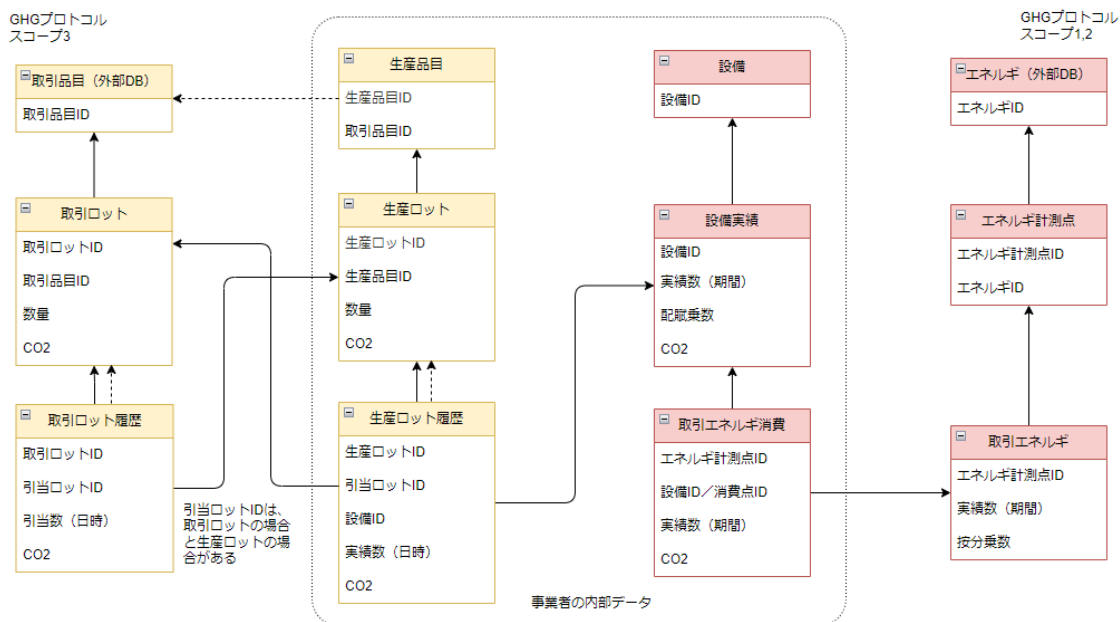 GHGプロトコル
スコープ3
取引品目（外部DB）
取引品目ID
取引ロット
取引ロットID
取引品目ID
数量
CO2
取引ロット履歴
取引ロットID
引当ロットID
引当数（日時）
CO2
引当ロットIDは、
取引ロットの場合
と生産ロットの場
合がある
生産品目
生産品目ID
取引品目ID
生産ロット
生産ロットID
生産品目ID
数量
CO2
生産ロット履歴
生産ロットID
引当ロットID
設備ID
実績数（日時）
CO2
設備
設備ID
設備実績
設備ID
実績数（期間）
配賦乗数
CO2
取引エネルギ消費
エネルギ計測点ID
設備ID／消費点ID
実績数（期間）
CO2
事業者の内部データ
GHGプロトコル
スコープ1,2
エネルギ（外部DB）
エネルギID
エネルギ計測点
エネルギ計測点ID
エネルギID
取引エネルギ
エネルギ計測点ID
実績数（期間）
按分乗数